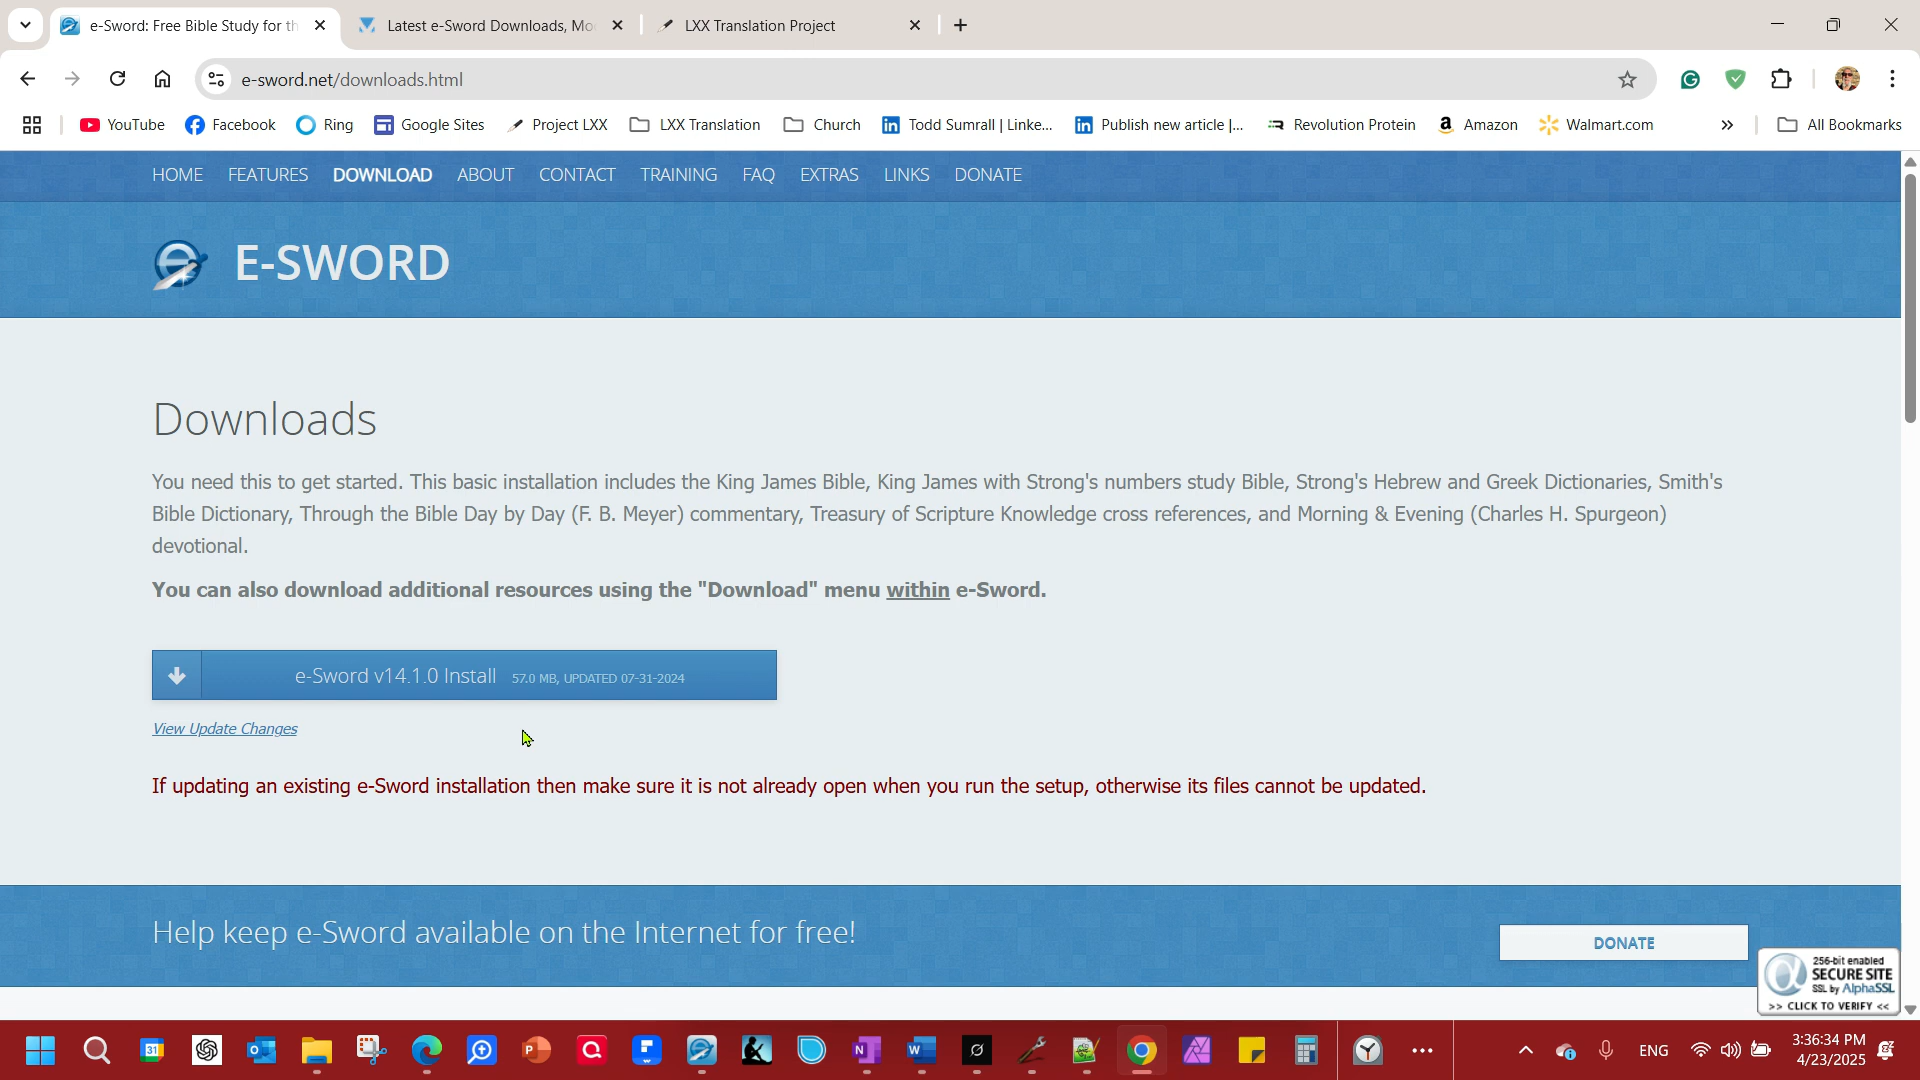 e-Sword: Free Bible Study for th
Latest e-Sword Downloads, Mo
LXX Translation Project
e-sword.net/downloads.html
YouTube
Facebook
Ring
Google Sites
Project LXX
LXX Translation
Church
Todd Sumrall | Linke...
Publish new article |...
Revolution Protein
Amazon
Walmart.com
All Bookmarks
HOME FEATURES DOWNLOAD ABOUT CONTACT TRAINING FAQ EXTRAS LINKS DONATE
E-SWORD
Downloads
You need this to get started. This basic installation includes the King James Bible, King James with Strong's numbers study Bible, Strong's Hebrew and Greek Dictionaries, Smith's
Bible Dictionary, Through the Bible Day by Day (F. B. Meyer) commentary, Treasury of Scripture Knowledge cross references, and Morning & Evening (Charles H. Spurgeon)
devotional.
You can also download additional resources using the "Download" menu within e-Sword.
e-Sword v14.1.0 Install 57.0 MB, UPDATED 07-31-2024
View Update Changes
If updating an existing e-Sword installation then make sure it is not already open when you run the setup, otherwise its files cannot be updated.
Help keep e-Sword available on the Internet for free!
DONATE
256-bit enabled
SECURE SITE
SSL by AlphaSSL
>> CLICK TO VERIFY <<
31
ENG
3:36:34 PM
4/23/2025